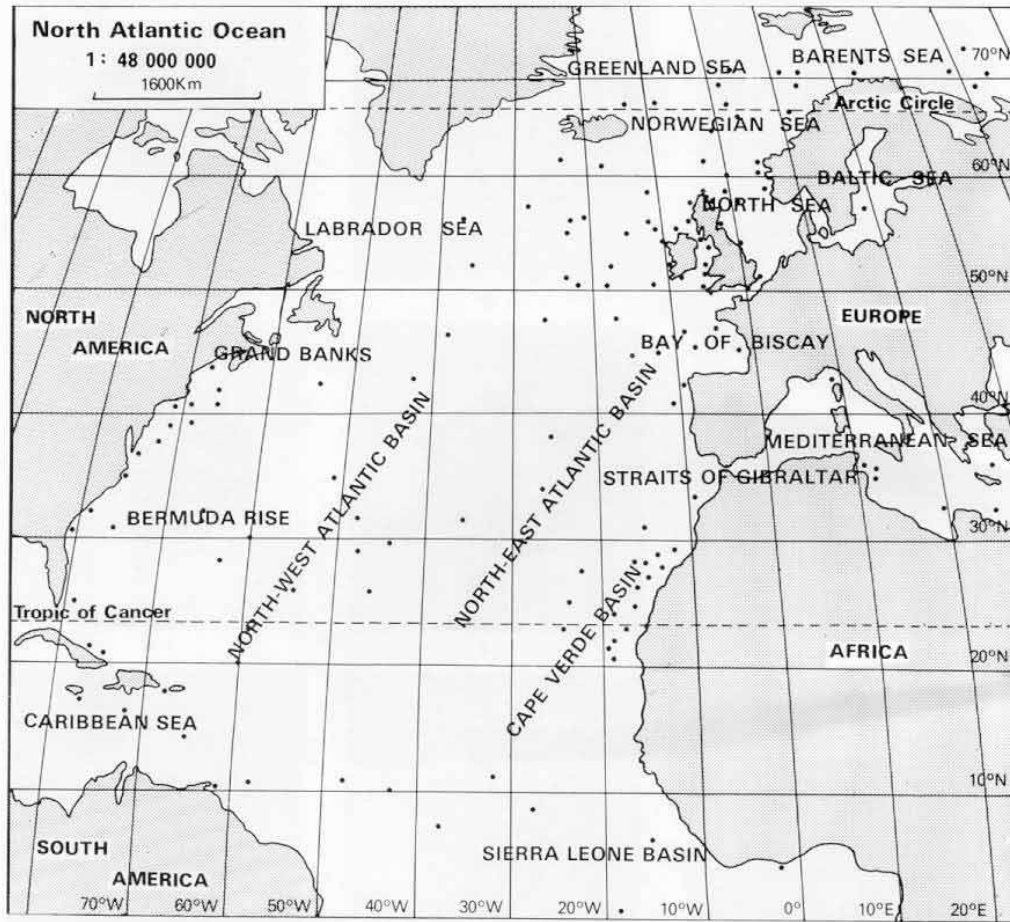 North Atlantic Ocean
1: 48 000 000
1600Km
GREENLAND SEA
BARENTS SEA
70°N
Arctic Circle
NORWEGIAN SEA
60°N
BALTIC SEA
NORTH SEA
LABRADOR SEA
50°N
NORTH
AMERICA
EUROPE
GRAND BANKS
BAY OF BISCAY
40°N
NORTH-WEST ATLANTIC BASIN
NORTH-EAST ATLANTIC BASIN
MEDITERRANEAN SEA
STRAITS OF GIBRALTAR
BERMUDA RISE
30°N
Tropic of Cancer
CAPE VERDE BASIN
AFRICA
20°N
CARIBBEAN SEA
10°N
SOUTH
AMERICA
SIERRA LEONE BASIN
70°W
60°W
50°W
40°W
30°W
20°W
10°W
0°
10°E
20°E